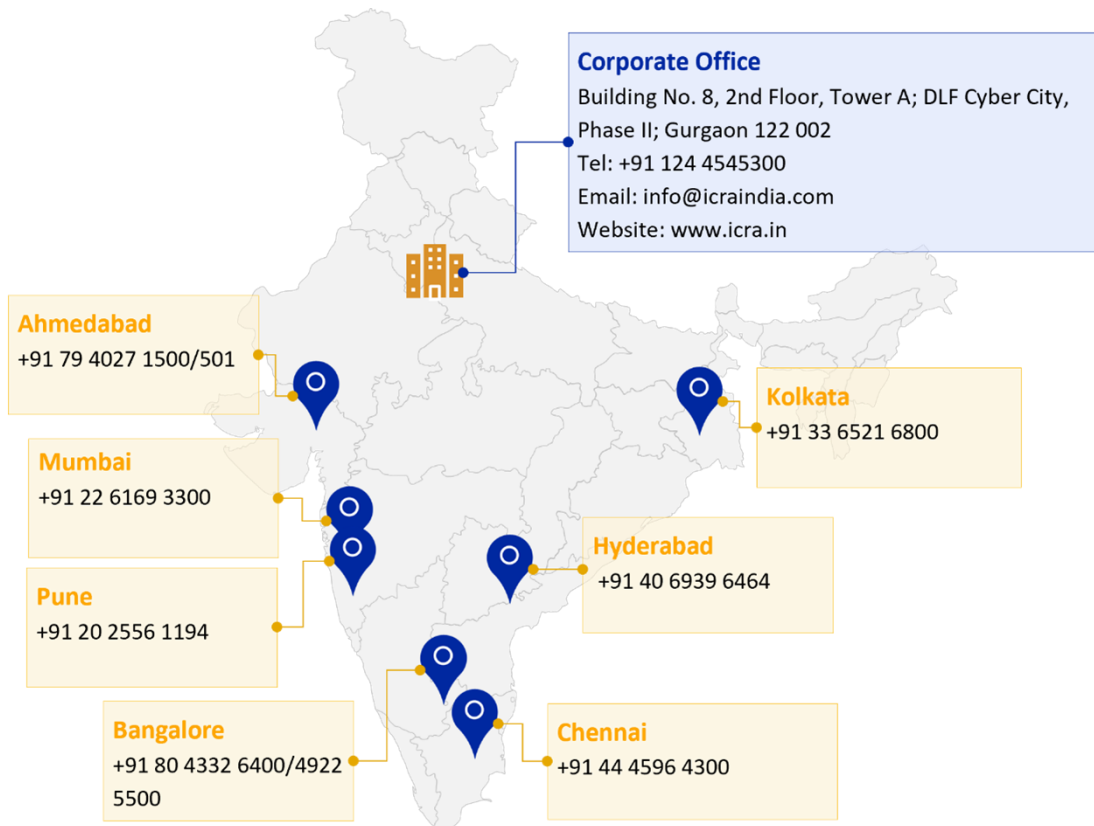 Corporate Office
Building No. 8, 2nd Floor, Tower A; DLF Cyber City,
Phase II; Gurgaon 122 002
Tel: +91 124 4545300
Email: info@icraindia.com
Website: www.icra.in
Ahmedabad
+91 79 4027 1500/501
Kolkata
+91 33 6521 6800
Mumbai
+91 22 6169 3300
Hyderabad
+91 40 6939 6464
Pune
+91 20 2556 1194
Bangalore
+91 80 4332 6400/4922
5500
Chennai
+91 44 4596 4300